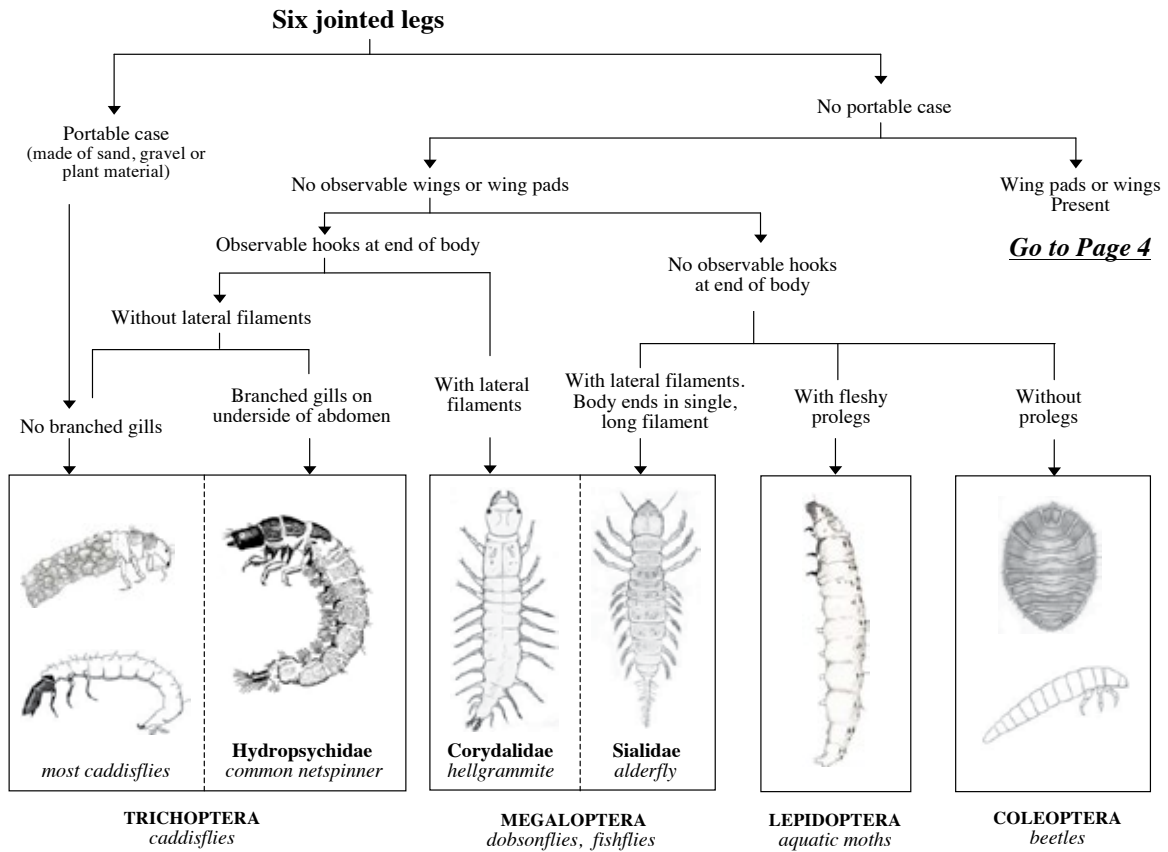 Six jointed legs
No portable case
Portable case
(made of sand, gravel or
plant material)
No observable wings or wing pads
Wing pads or wings
Present
Go to Page 4
Observable hooks at end of body
No observable hooks
at end of body
Without lateral filaments
With lateral
filaments
With lateral filaments.
Body ends in single,
long filament
With fleshy
prolegs
Without
prolegs
Branched gills on
underside of abdomen
No branched gills
most caddisflies
Hydropsychidae
common netspinner
Corydalidae
hellgrammite
Sialidae
alderfly
TRICHOPTERA
caddisflies
MEGALOPTERA
dobsonflies, fishflies
LEPIDOPTERA
aquatic moths
COLEOPTERA
beetles